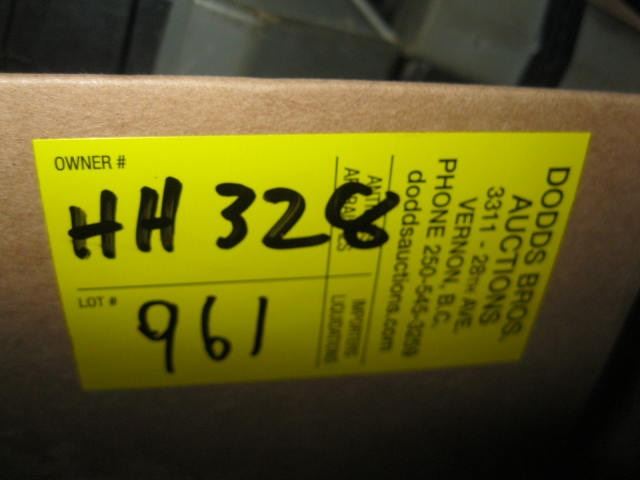 OWNER #
HH 328
LOT #
961
DODDS BROS.
AUCTIONS
3311 - 28TH AVE.
VERNON, B.C.
PHONE 250-545-3259
doddsauctions.com
IMPORTERS
LIQUIDATIONS